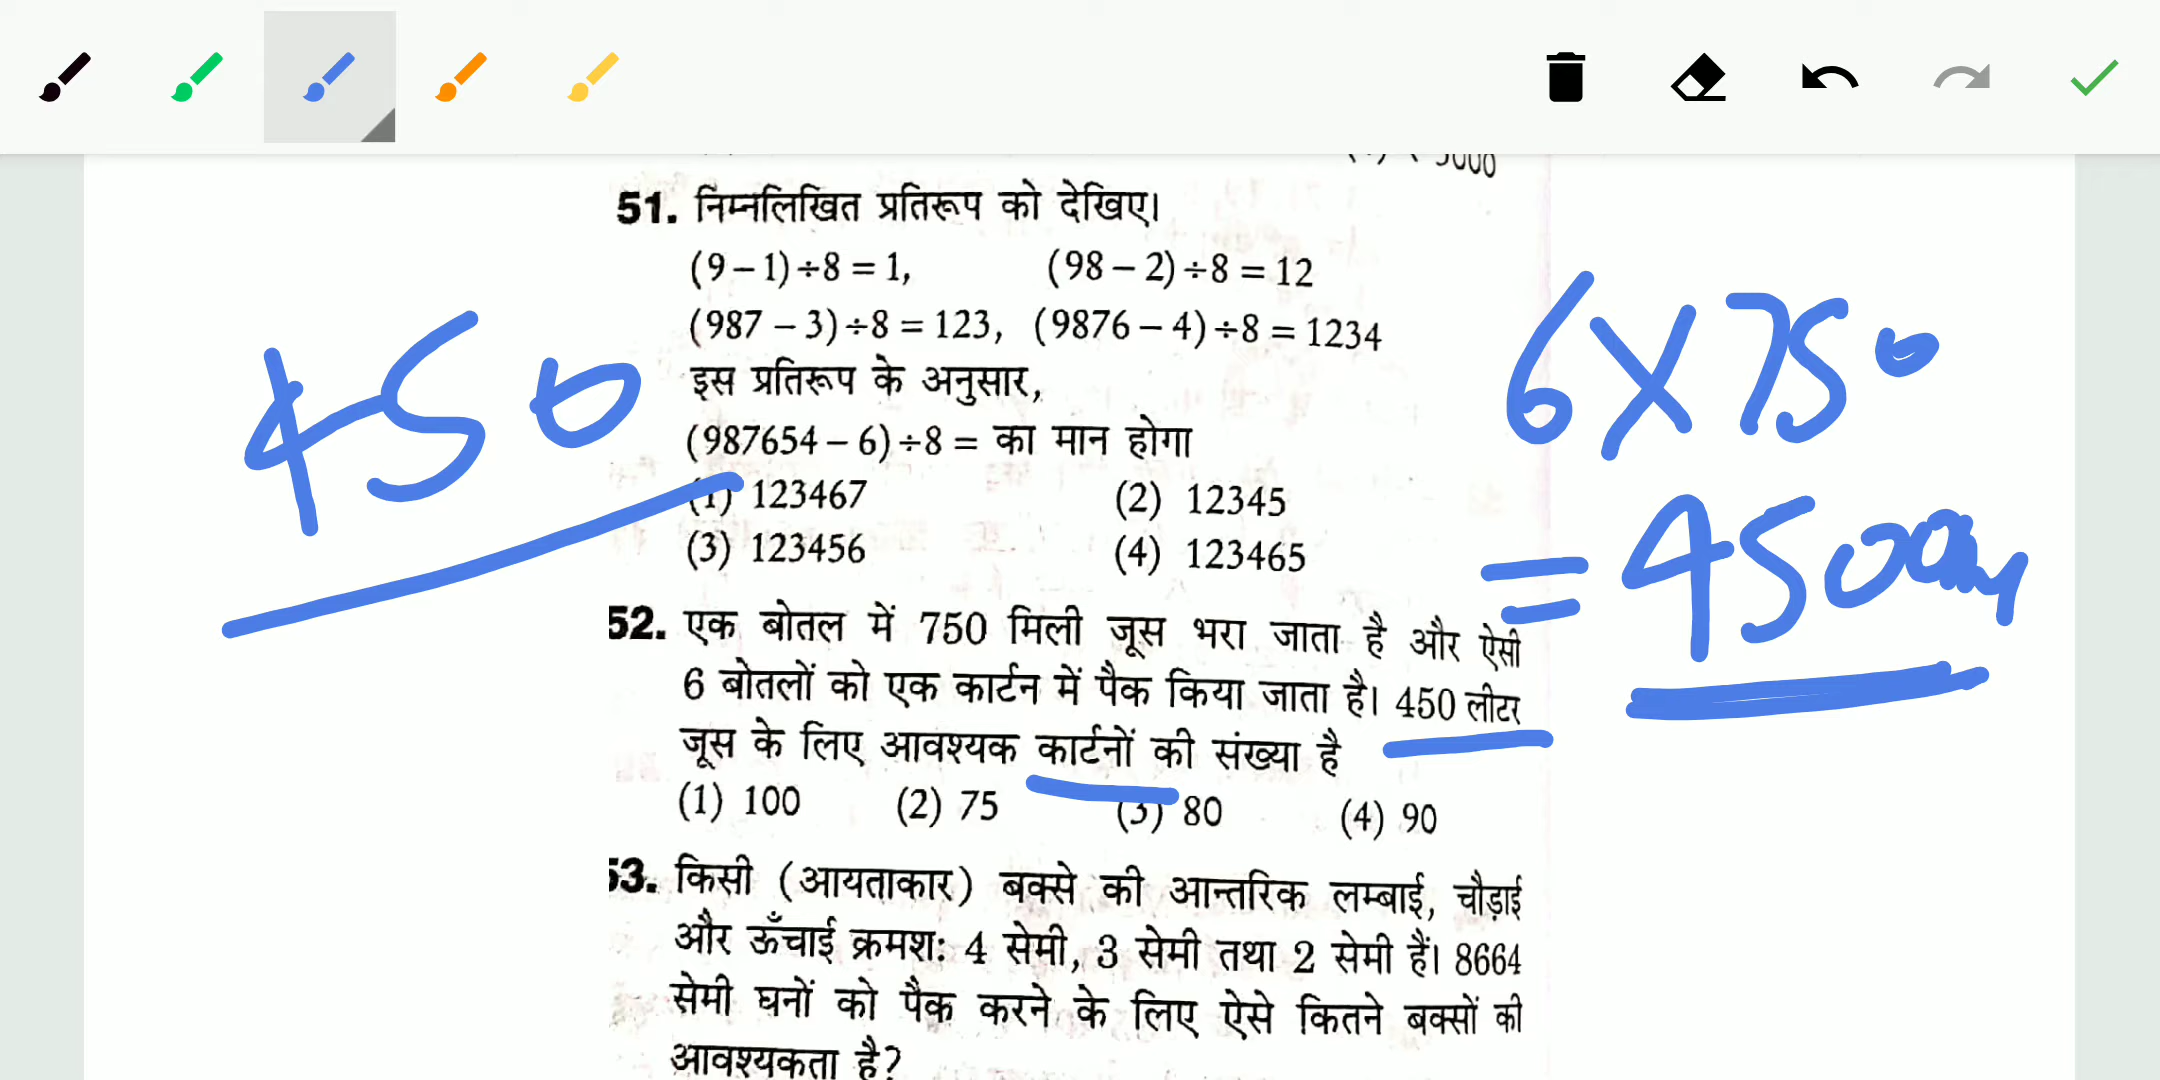 5000
51. निम्नलिखित प्रतिरूप को देखिए।
(9 – 1) ÷ 8 = 1, (98 – 2) ÷ 8 = 12
(987 – 3) ÷ 8 = 123, (9876 – 4) ÷ 8 = 1234
इस प्रतिरूप के अनुसार,
(987654 – 6) ÷ 8 = का मान होगा
(1) 123467 (2) 12345
(3) 123456 (4) 123465
450
6 X 750
= 4500
52. एक बोतल में 750 मिली जूस भरा जाता है और ऐसी
6 बोतलों को एक कार्टन में पैक किया जाता है। 450 लीटर
जूस के लिए आवश्यक कार्टनों की संख्या है
(1) 100 (2) 75 (3) 80 (4) 90
53. किसी (आयताकार) बक्से की आन्तरिक लम्बाई, चौड़ाई
और ऊँचाई क्रमश: 4 सेमी, 3 सेमी तथा 2 सेमी हैं। 8664
सेमी घनों को पैक करने के लिए ऐसे कितने बक्सों की
आवश्यकता है?